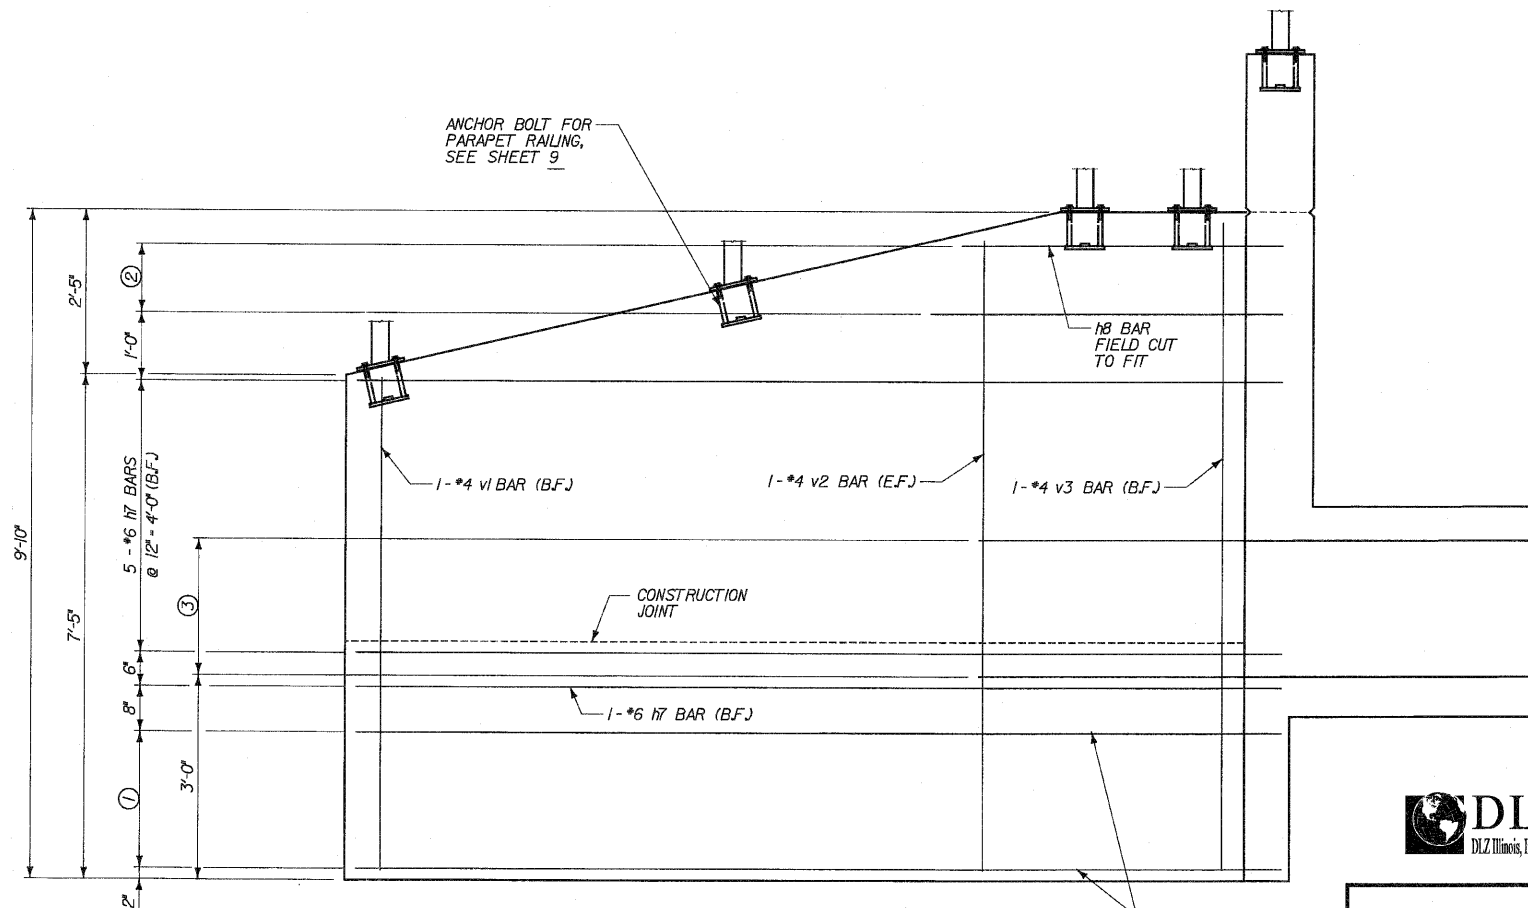 ANCHOR BOLT FOR
PARAPET RAILING,
SEE SHEET 9
2
2'-5"
1'-0"
h8 BAR
FIELD CUT
TO FIT
1-#4 v1 BAR (B.F.)
1-#4 v2 BAR (E.F.)
1-#4 v3 BAR (B.F.)
5 - #6 h7 BARS
@ 12" = 4'-0" (B.F.)
9'-10"
7'-5"
3
CONSTRUCTION
JOINT
6"
8"
1-#6 h7 BAR (B.F.)
3'-0"
1
2"
DL
DLZ Illinois, I